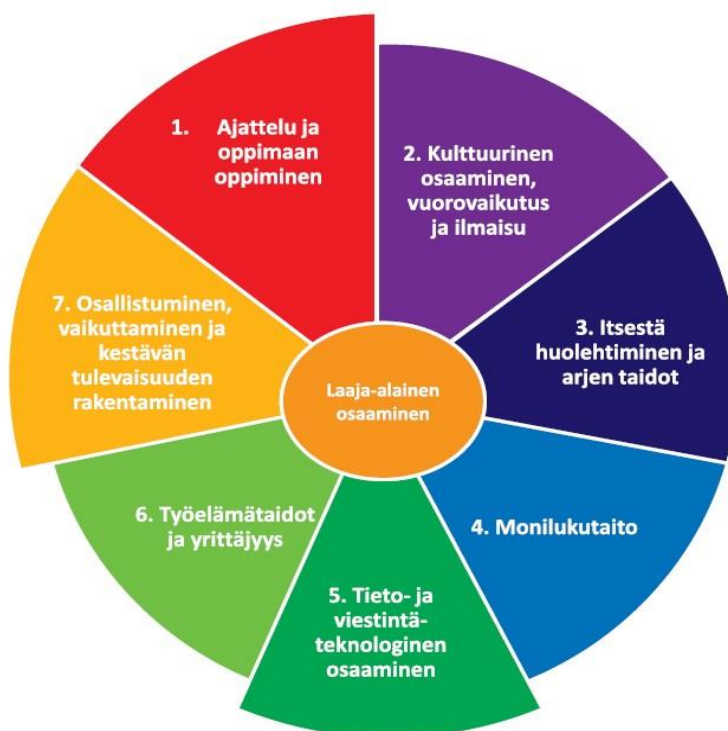 1. Ajattelu ja
oppimaan
oppiminen
2. Kulttuurinen
osaaminen,
vuorovaikutus
ja ilmaisu
3. Itsestä
huolehtiminen ja
arjen taidot
4. Monilukutaito
5. Tieto- ja
viestintä-
teknologinen
osaaminen
6. Työelämätaidot
ja yrittäjyys
7. Osallistuminen,
vaikuttaminen ja
kestävän
tulevaisuuden
rakentaminen
Laaja-alainen
osaaminen